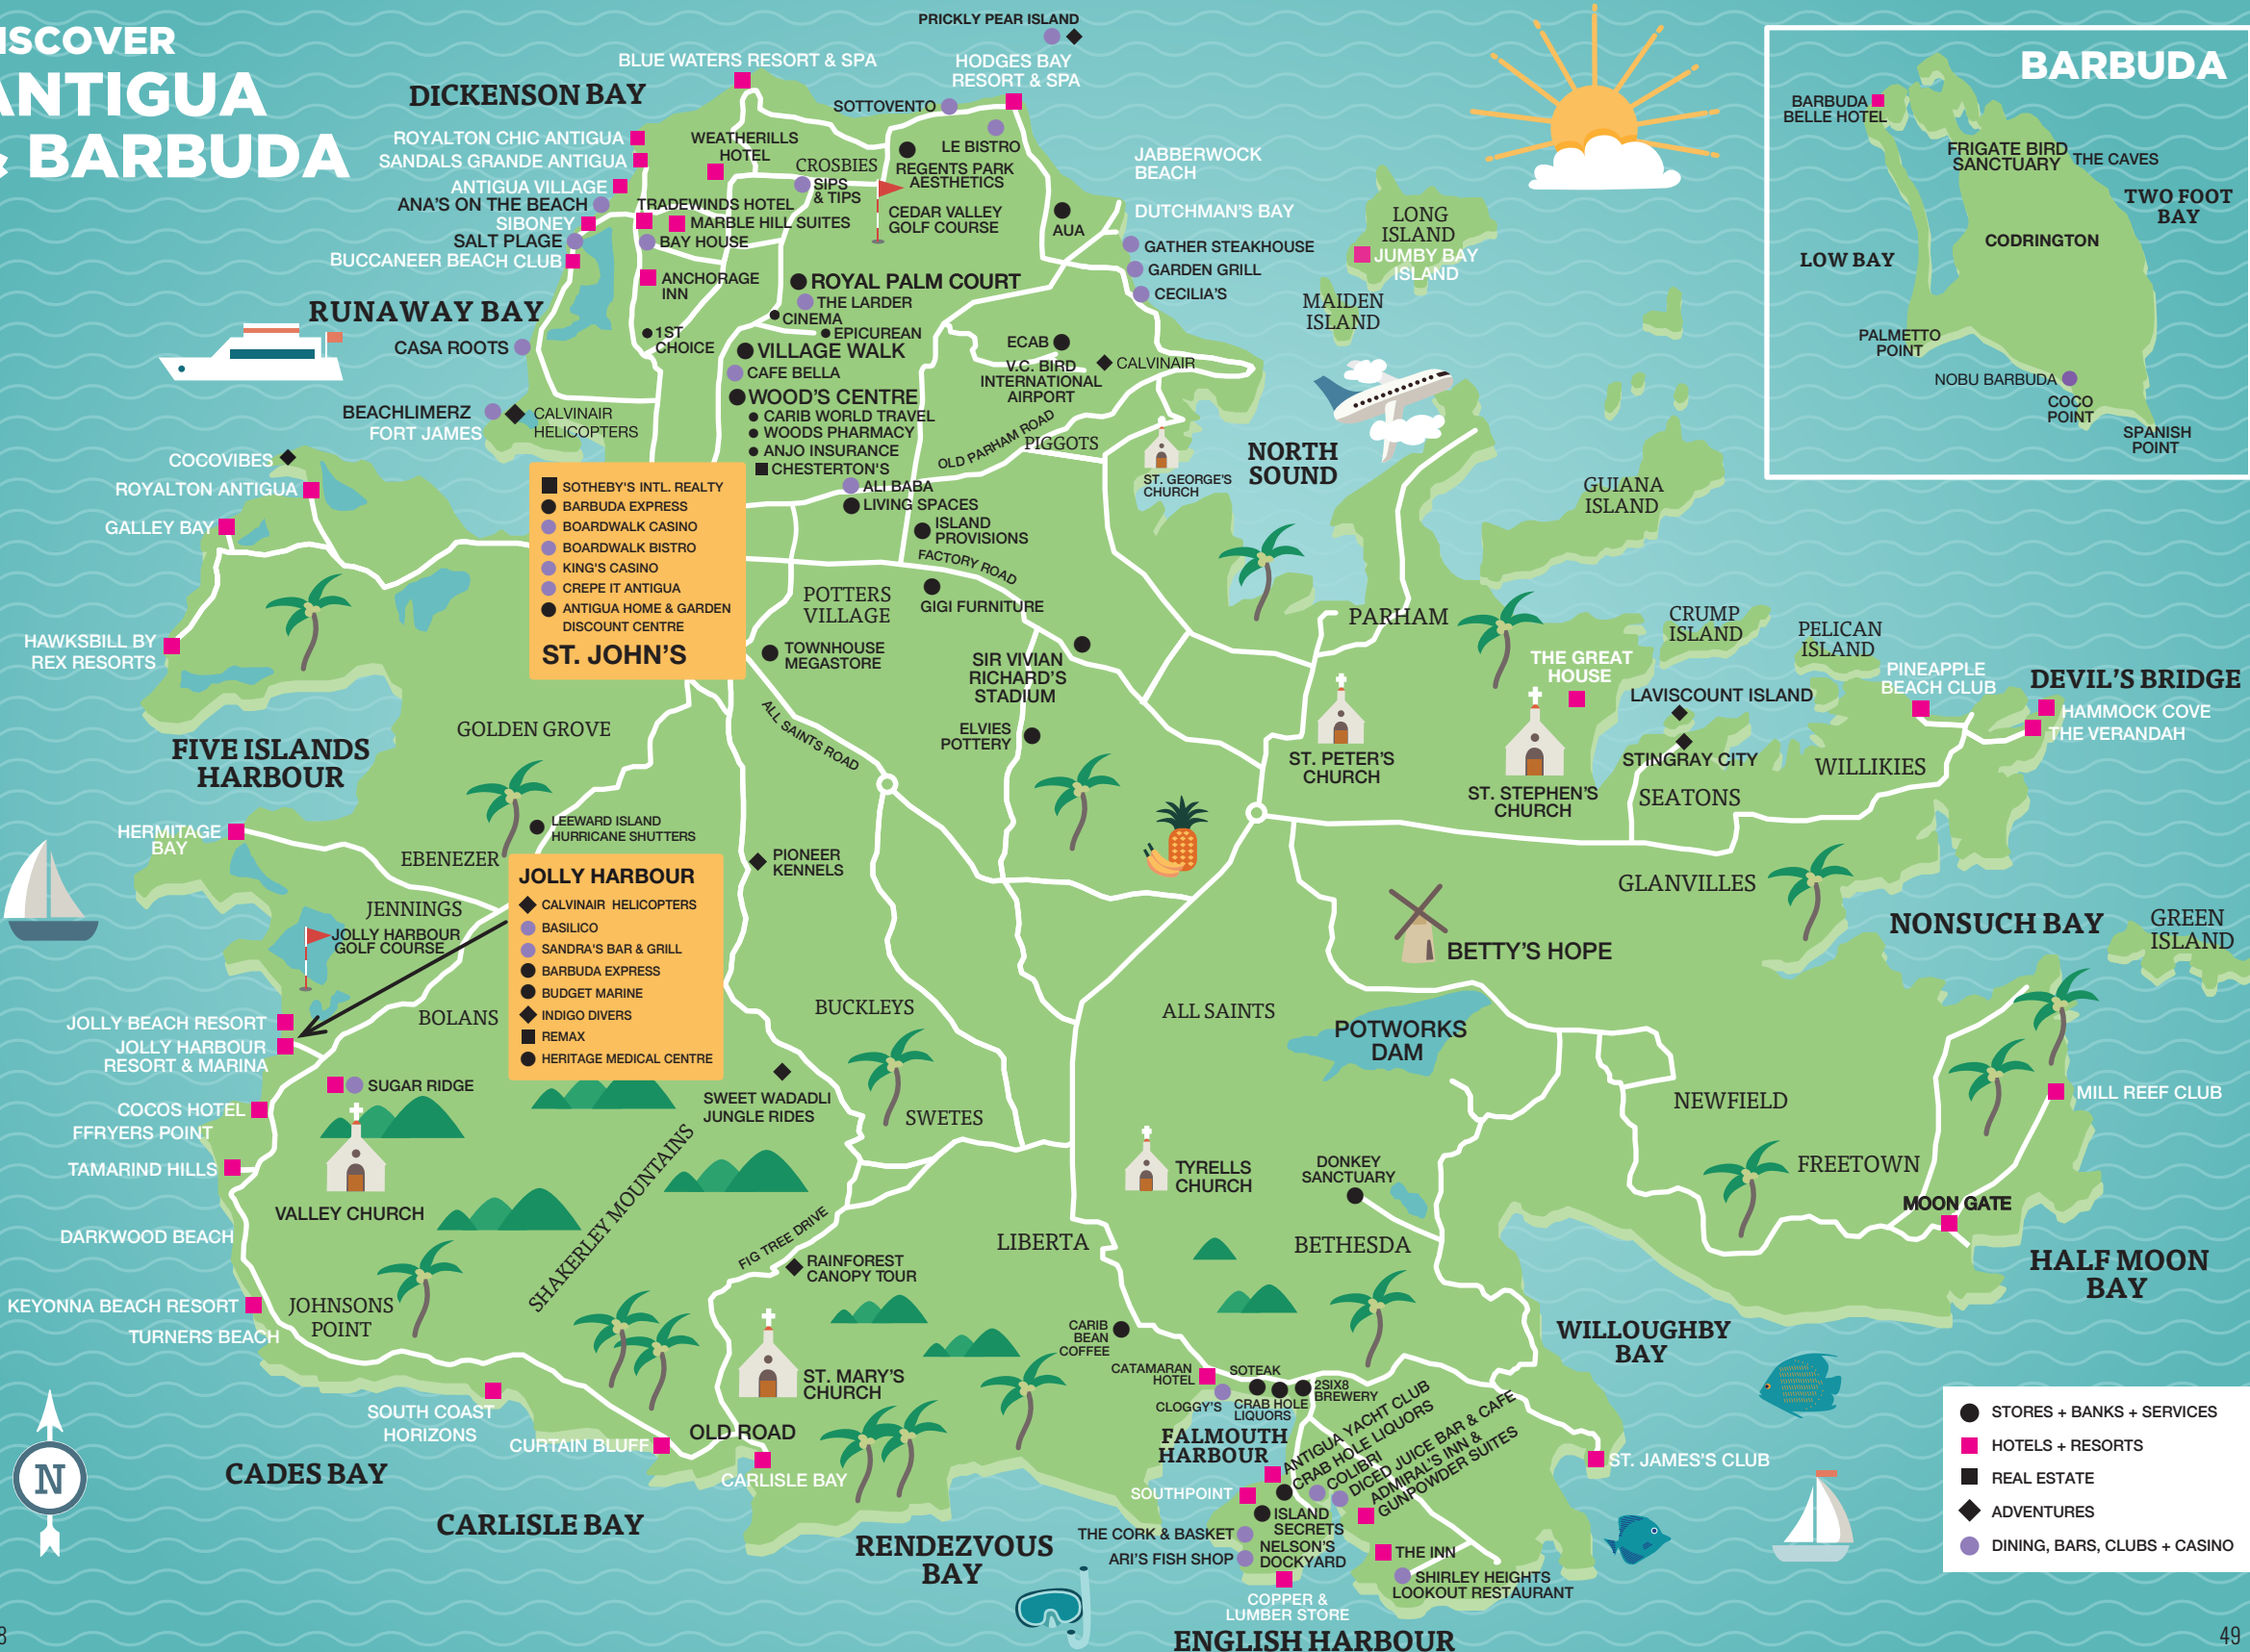 ISCOVER
ANTIGUA
& BARBUDA
PRICKLY PEAR ISLAND
BLUE WATERS RESORT & SPA
HODGES BAY
RESORT & SPA
DICKENSON BAY
SOTTOVENTO
ROYALTON CHIC ANTIGUA
SANDALS GRANDE ANTIGUA
WEATHERILLS
HOTEL
LE BISTRO
CROSBIES
REGENTS PARK
AESTHETICS
ANTIGUA VILLAGE
SIPS
& TIPS
ANA'S ON THE BEACH
TRADEWINDS HOTEL
SIBONEY
MARBLE HILL SUITES
CEDAR VALLEY
GOLF COURSE
SALT PLAGE
BAY HOUSE
BUCCANEER BEACH CLUB
ANCHORAGE
INN
AUA
JABBERWOCK
BEACH
DUTCHMAN'S BAY
GATHER STEAKHOUSE
GARDEN GRILL
CECILIA'S
LONG
ISLAND
JUMBY BAY
ISLAND
MAIDEN
ISLAND
RUNAWAY BAY
ROYAL PALM COURT
THE LARDER
CINEMA
EPICUREAN
1ST
CHOICE
VILLAGE WALK
CAFE BELLA
CASA ROOTS
WOOD'S CENTRE
CARIB WORLD TRAVEL
WOODS PHARMACY
ANJO INSURANCE
CHESTERTON'S
ALI BABA
LIVING SPACES
ISLAND
PROVISIONS
ECAB
V.C. BIRD
INTERNATIONAL
AIRPORT
CALVINAIR
OLD PARHAM ROAD
PIGGOTS
ST. GEORGE'S
CHURCH
NORTH
SOUND
GUIANA
ISLAND
BEACHLIMERZ
FORT JAMES
CALVINAIR
HELICOPTERS
COCOVIBES
ROYALTON ANTIGUA
GALLEY BAY
HAWKSBILL BY
REX RESORTS
SOTHEBY'S INTL. REALTY
BARBUDA EXPRESS
BOARDWALK CASINO
BOARDWALK BISTRO
KING'S CASINO
CREPE IT ANTIGUA
ANTIGUA HOME & GARDEN
DISCOUNT CENTRE
ST. JOHN'S
FACTORY ROAD
POTTERS
VILLAGE
GIGI FURNITURE
TOWNHOUSE
MEGASTORE
SIR VIVIAN
RICHARD'S
STADIUM
ELVIES
POTTERY
ALL SAINTS ROAD
PARHAM
ST. PETER'S
CHURCH
THE GREAT
HOUSE
ST. STEPHEN'S
CHURCH
CRUMP
ISLAND
PELICAN
ISLAND
LAVISCOUNT ISLAND
STINGRAY CITY
SEATONS
PINEAPPLE
BEACH CLUB
DEVIL'S BRIDGE
HAMMOCK COVE
THE VERANDAH
WILLIKIES
BARBUDA
BARBUDA
BELLE HOTEL
FRIGATE BIRD
SANCTUARY
THE CAVES
TWO FOOT
BAY
CODRINGTON
LOW BAY
PALMETTO
POINT
NOBU BARBUDA
COCO
POINT
SPANISH
POINT
GOLDEN GROVE
FIVE ISLANDS
HARBOUR
LEEWARD ISLAND
HURRICANE SHUTTERS
HERMITAGE
BAY
EBENEZER
PIONEER
KENNELS
JENNINGS
JOLLY HARBOUR
GOLF COURSE
JOLLY HARBOUR
CALVINAIR HELICOPTERS
BASILICO
SANDRA'S BAR & GRILL
BARBUDA EXPRESS
BUDGET MARINE
INDIGO DIVERS
REMAX
HERITAGE MEDICAL CENTRE
BOLANS
JOLLY BEACH RESORT
JOLLY HARBOUR
RESORT & MARINA
SUGAR RIDGE
COCOS HOTEL
FFRYERS POINT
TAMARIND HILLS
VALLEY CHURCH
DARKWOOD BEACH
KEYONNA BEACH RESORT
TURNERS BEACH
JOHNSONS
POINT
SHAKERLEY MOUNTAINS
BUCKLEYS
SWEET WADADLI
JUNGLE RIDES
SWETES
FIG TREE DRIVE
RAINFOREST
CANOPY TOUR
ST. MARY'S
CHURCH
OLD ROAD
SOUTH COAST
HORIZONS
CURTAIN BLUFF
CARLISLE BAY
CADES BAY
CARLISLE BAY
RENDEZVOUS
BAY
ALL SAINTS
BETTY'S HOPE
POTWORKS
DAM
GLANVILLES
NONSUCH BAY
GREEN
ISLAND
NEWFIELD
MILL REEF CLUB
FREETOWN
MOON GATE
HALF MOON
BAY
TYRELLS
CHURCH
DONKEY
SANCTUARY
LIBERTA
BETHESDA
WILLOUGHBY
BAY
CARIB
BEAN
COFFEE
CATAMARAN
HOTEL
SOTEAK
2SIX8
BREWERY
CLOGGY'S
CRAB HOLE
LIQUORS
FALMOUTH
HARBOUR
ANTIGUA YACHT CLUB
CRAB HOLE LIQUORS
COLIBRI
DICED JUICE BAR & CAFE
ADMIRAL'S INN &
GUNPOWDER SUITES
SOUTHPOINT
ISLAND
SECRETS
THE CORK & BASKET
NELSON'S
DOCKYARD
ARI'S FISH SHOP
THE INN
SHIRLEY HEIGHTS
LOOKOUT RESTAURANT
COPPER &
LUMBER STORE
ENGLISH HARBOUR
ST. JAMES'S CLUB
STORES + BANKS + SERVICES
HOTELS + RESORTS
REAL ESTATE
ADVENTURES
DINING, BARS, CLUBS + CASINO
N
8
49